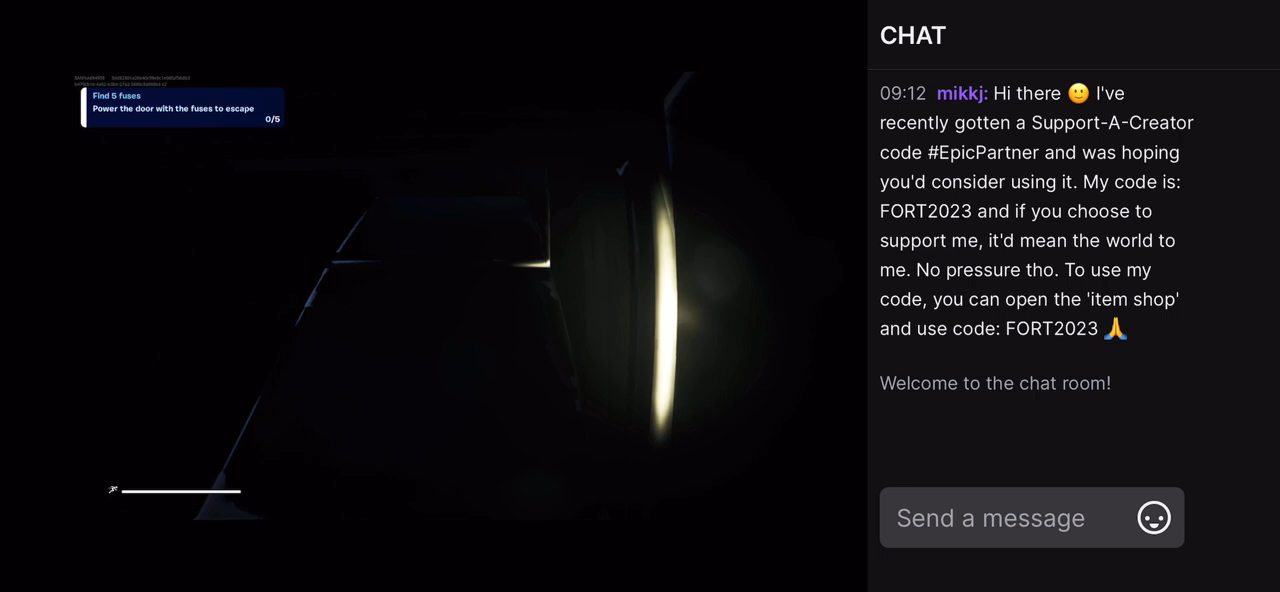 Find 5 fuses
Power the door with the fuses to escape
0/5
CHAT
09:12 mikkj: Hi there 🙂 I've
recently gotten a Support-A-Creator
code #EpicPartner and was hoping
you'd consider using it. My code is:
FORT2023 and if you choose to
support me, it'd mean the world to
me. No pressure tho. To use my
code, you can open the 'item shop'
and use code: FORT2023 🙏
Welcome to the chat room!
Send a message